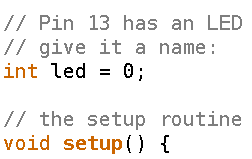 // Pin 13 has an LED
// give it a name:
int led = 0;

// the setup routine
void setup() {